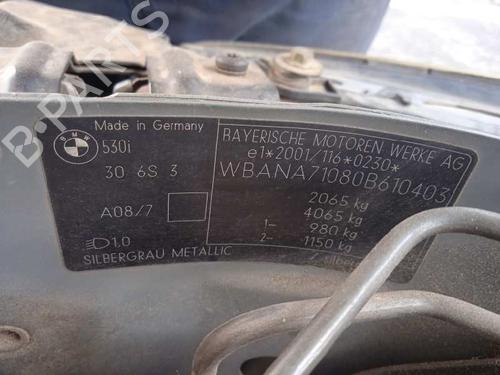 B-PARTS
BMW
Made in Germany
530i
30 6S 3
A08/7
1,0
SILBERGRAU METALLIC
BAYERISCHE MOTOREN WERKE AG
e1*2001/116*0230*
WBANA71080B610403
2065 kg
4065 kg
1- 980 kg
2- 1150 kg